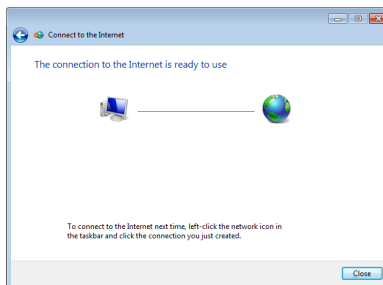 Connect to the Internet
The connection to the Internet is ready to use
To connect to the Internet next time, left-click the network icon in
the taskbar and click the connection you just created.
Close